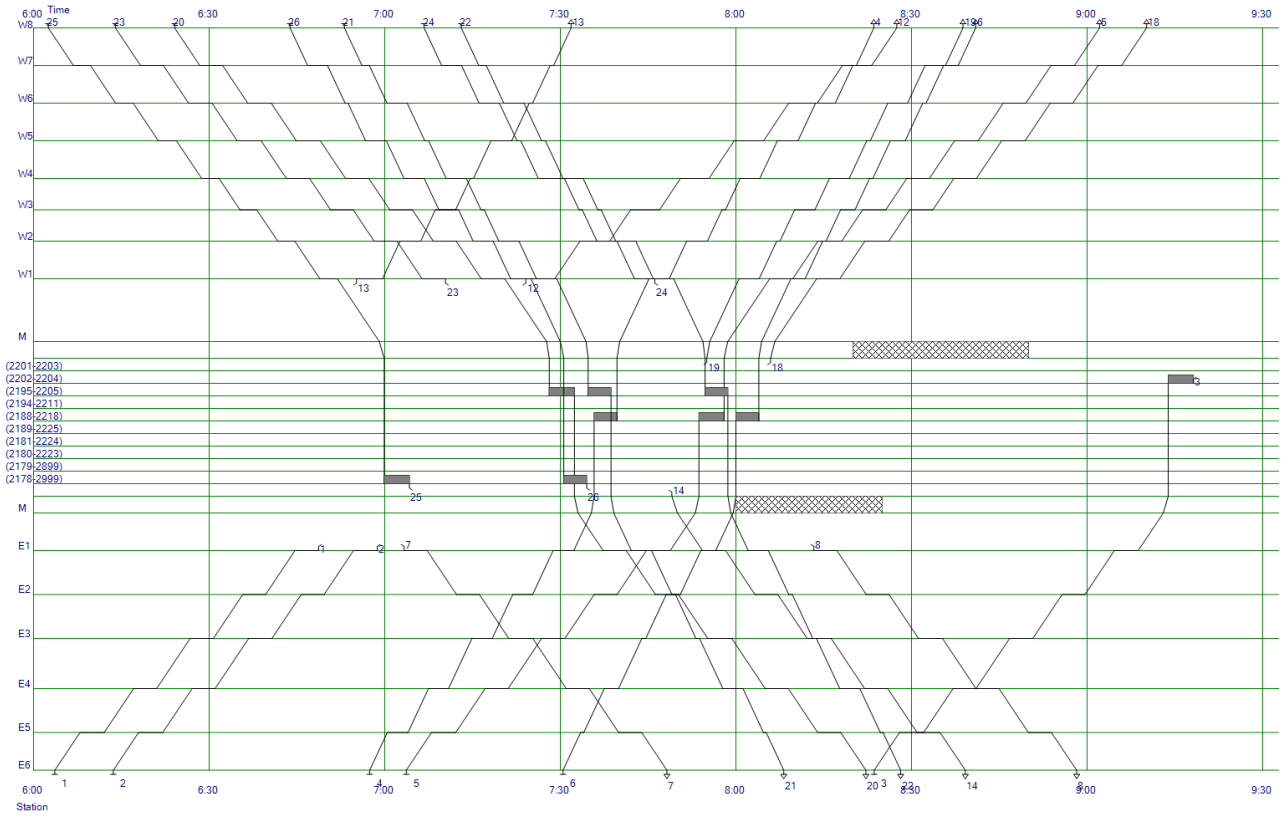 Time
6:00 6:30 7:00 7:30 8:00 8:30 9:00 9:30
W8 25 23 20 26 21 24 22 13 4 12 19 6 5 18
W7
W6
W5
W4
W3
W2
W1
13 23 12 24
M
(2201-2203) 19 18
(2202-2204) 3
(2195-2205)
(2194-2211)
(2188-2218)
(2189-2225)
(2181-2224)
(2180-2223)
(2179-2899)
(2178-2999)
25 26 14
M
E1 1 2 7 8
E2
E3
E4
E5
E6
1 2 4 5 6 7 21 20 3 14
6:00 6:30 7:00 7:30 8:00 8:30 9:00 9:30
Station